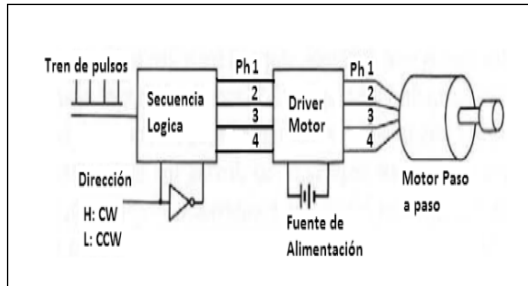 Tren de pulsos
Secuencia
Logica
Ph 1
2
3
4
Driver
Motor
Ph 1
2
3
4
Motor Paso
a paso
Dirección
H: CW
L: CCW
Fuente de
Alimentación